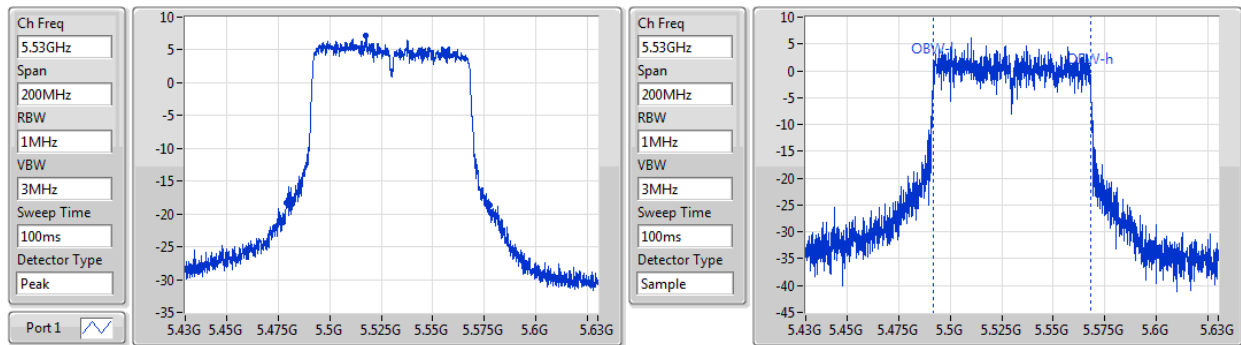 Ch Freq
5.53GHz
Span
200MHz
RBW
1MHz
VBW
3MHz
Sweep Time
100ms
Detector Type
Peak
Port 1
10
5
0
-5
-10
-15
-20
-25
-30
-35
5.43G 5.45G 5.475G 5.5G 5.525G 5.55G 5.575G 5.6G 5.63G
Ch Freq
5.53GHz
Span
200MHz
RBW
1MHz
VBW
3MHz
Sweep Time
100ms
Detector Type
Sample
10
5
0
-5
-10
-15
-20
-25
-30
-35
-40
-45
OBW-
OBW-h
5.43G 5.45G 5.475G 5.5G 5.525G 5.55G 5.575G 5.6G 5.63G